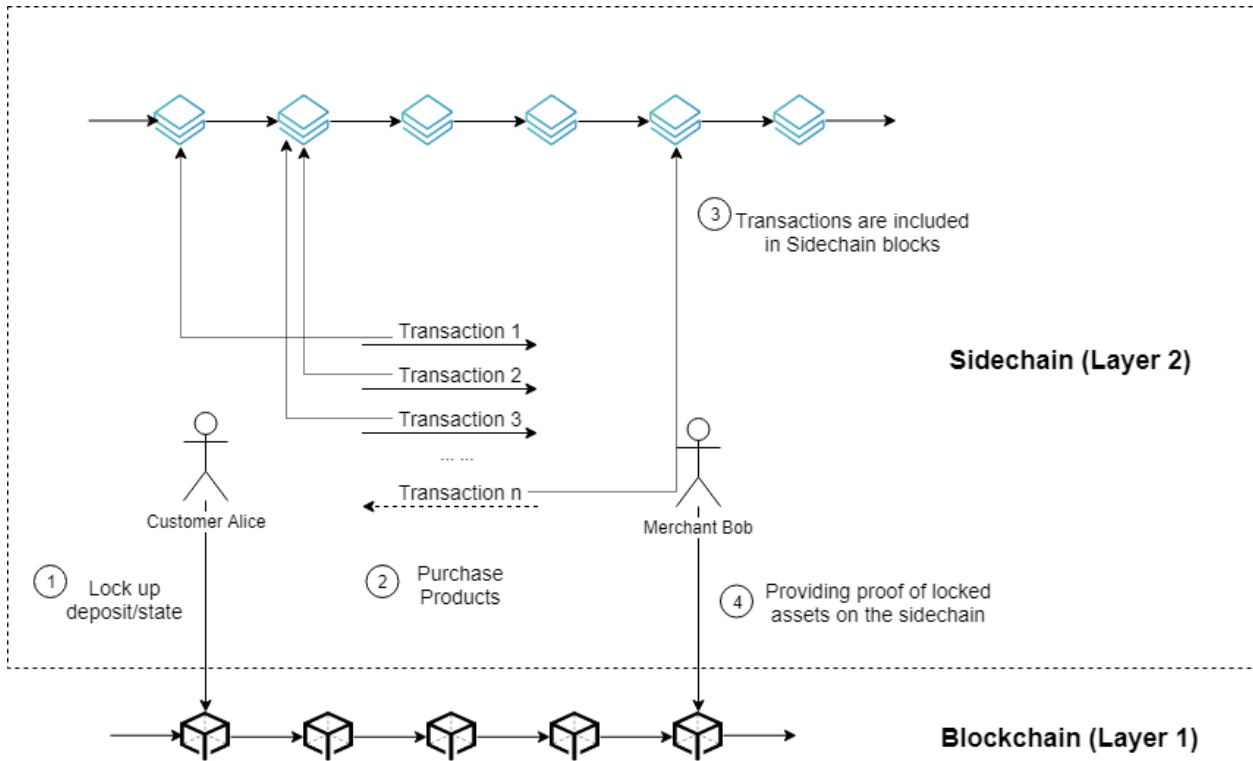 3
Transactions are included
in Sidechain blocks
Transaction 1
Transaction 2
Transaction 3
... ...
Transaction n
Sidechain (Layer 2)
Customer Alice
Merchant Bob
1
Lock up
deposit/state
2
Purchase
Products
4
Providing proof of locked
assets on the sidechain
Blockchain (Layer 1)